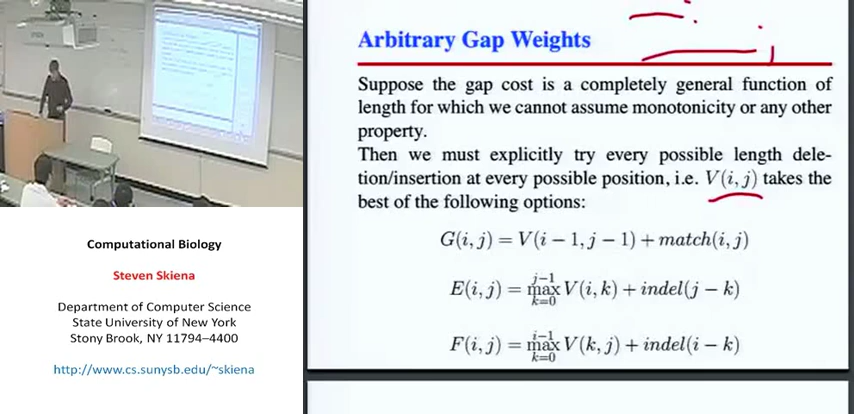 Computational Biology
Steven Skiena
Department of Computer Science
State University of New York
Stony Brook, NY 11794–4400
http://www.cs.sunysb.edu/~skiena
Arbitrary Gap Weights
Suppose the gap cost is a completely general function of
length for which we cannot assume monotonicity or any other
property.
Then we must explicitly try every possible length dele-
tion/insertion at every possible position, i.e. V(i, j) takes the
best of the following options:
G(i, j) = V(i − 1, j − 1) + match(i, j)
E(i, j) = max_{k=0}^{j−1} V(i, k) + indel(j − k)
F(i, j) = max_{k=0}^{i−1} V(k, j) + indel(i − k)